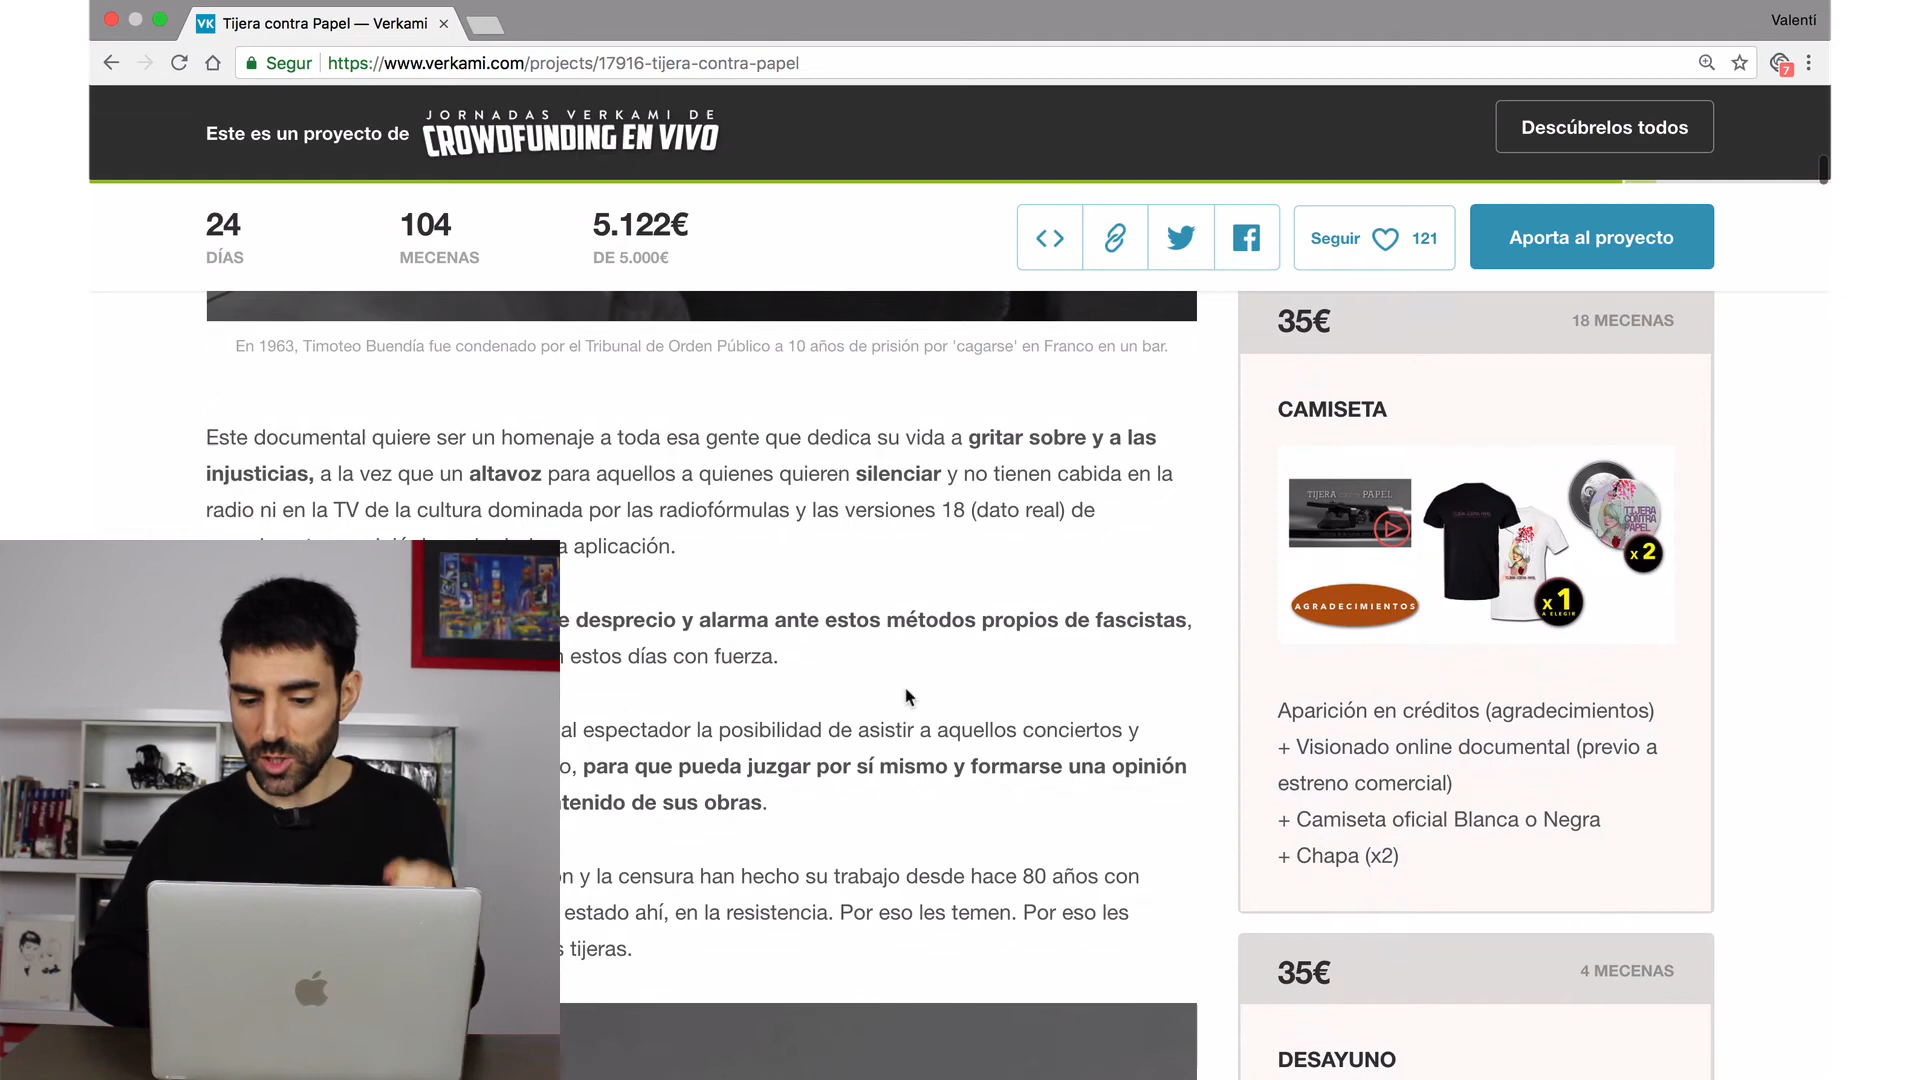 VK Tijera contra Papel — Verkami
Valentí
Segur
https://www.verkami.com/projects/17916-tijera-contra-papel
7
Este es un proyecto de
JORNADAS VERKAMI DE
CROWDFUNDING EN VIVO
Descúbrelos todos
24
DÍAS
104
MECENAS
5.122€
DE 5.000€
Seguir
121
Aporta al proyecto
En 1963, Timoteo Buendía fue condenado por el Tribunal de Orden Público a 10 años de prisión por 'cagarse' en Franco en un bar.
Este documental quiere ser un homenaje a toda esa gente que dedica su vida a gritar sobre y a las
injusticias, a la vez que un altavoz para aquellos a quienes quieren silenciar y no tienen cabida en la
radio ni en la TV de la cultura dominada por las radiofórmulas y las versiones 18 (dato real) de
a aplicación.
e desprecio y alarma ante estos métodos propios de fascistas,
n estos días con fuerza.
al espectador la posibilidad de asistir a aquellos conciertos y
o, para que pueda juzgar por sí mismo y formarse una opinión
ntenido de sus obras.
n y la censura han hecho su trabajo desde hace 80 años con
estado ahí, en la resistencia. Por eso les temen. Por eso les
s tijeras.
35€
18 MECENAS
CAMISETA
TIJERA contra PAPEL
TIJERA
CONTRA
PAPEL
x 2
AGRADECIMIENTOS
x1
A ELEGIR
Aparición en créditos (agradecimientos)
+ Visionado online documental (previo a
estreno comercial)
+ Camiseta oficial Blanca o Negra
+ Chapa (x2)
35€
4 MECENAS
DESAYUNO